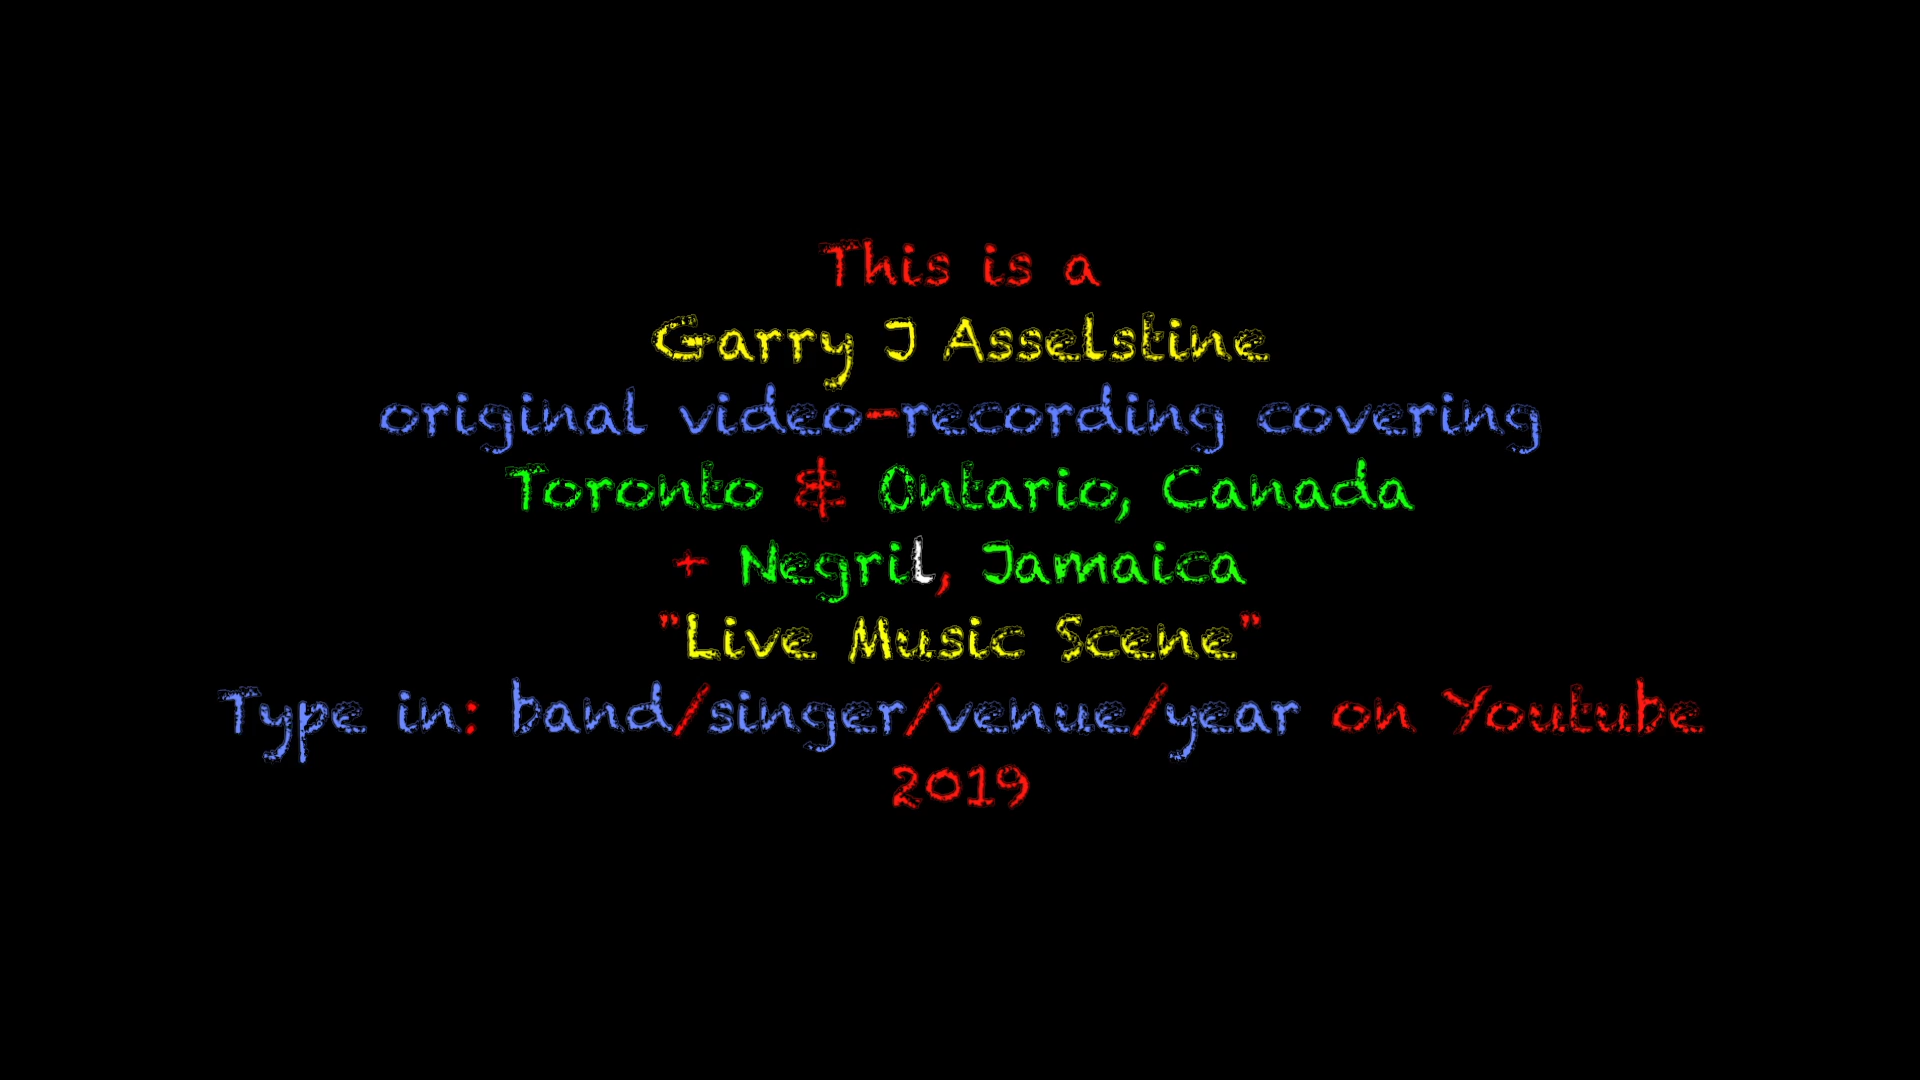 This is a
Garry J Asselstine
original video-recording covering
Toronto & Ontario, Canada
+ Negril, Jamaica
"Live Music Scene"
Type in: band/singer/venue/year on Youtube
2019